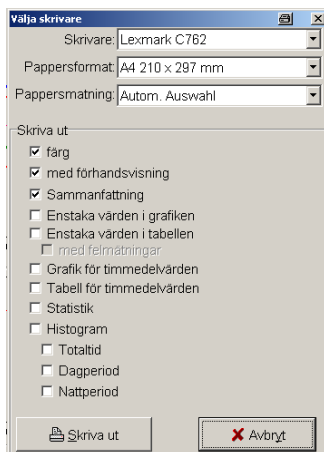 Välja skrivare
Skrivare: Lexmark C762
Pappersformat: A4 210 x 297 mm
Pappersmatning: Autom. Auswahl
Skriva ut
färg
med förhandsvisning
Sammanfattning
Enstaka värden i grafiken
Enstaka värden i tabellen
med felmätningar
Grafik för timmedelvärden
Tabell för timmedelvärden
Statistik
Histogram
Totaltid
Dagperiod
Nattperiod
Skriva ut Avbryt